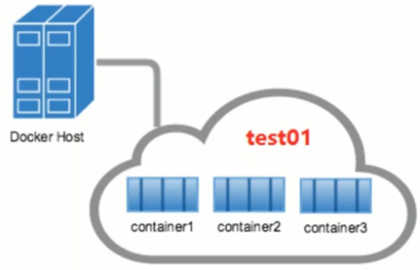 Docker Host
test01
container1 container2 container3